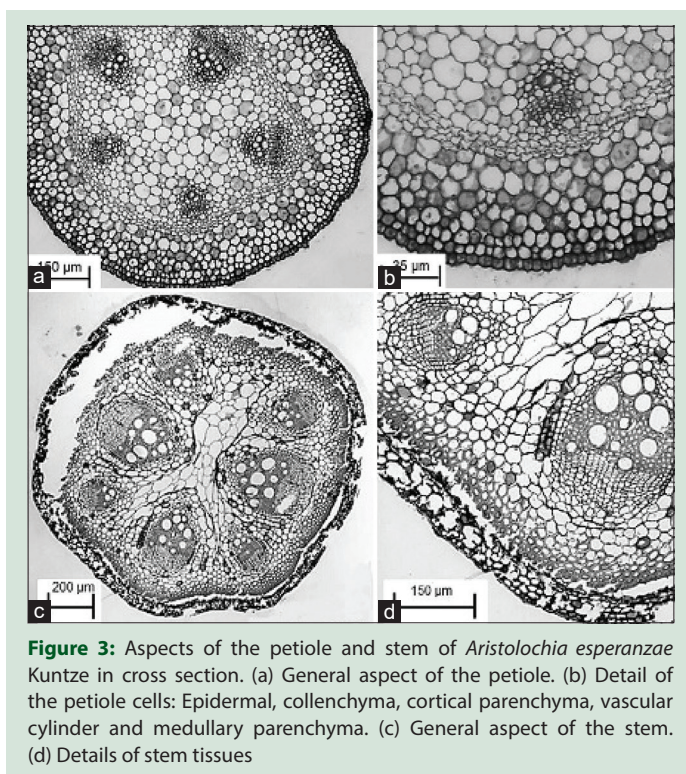 150 µm
a
35 µm
b
200 µm
c
150 µm
d
Figure 3: Aspects of the petiole and stem of Aristolochia esperanzae
Kuntze in cross section. (a) General aspect of the petiole. (b) Detail of
the petiole cells: Epidermal, collenchyma, cortical parenchyma, vascular
cylinder and medullary parenchyma. (c) General aspect of the stem.
(d) Details of stem tissues